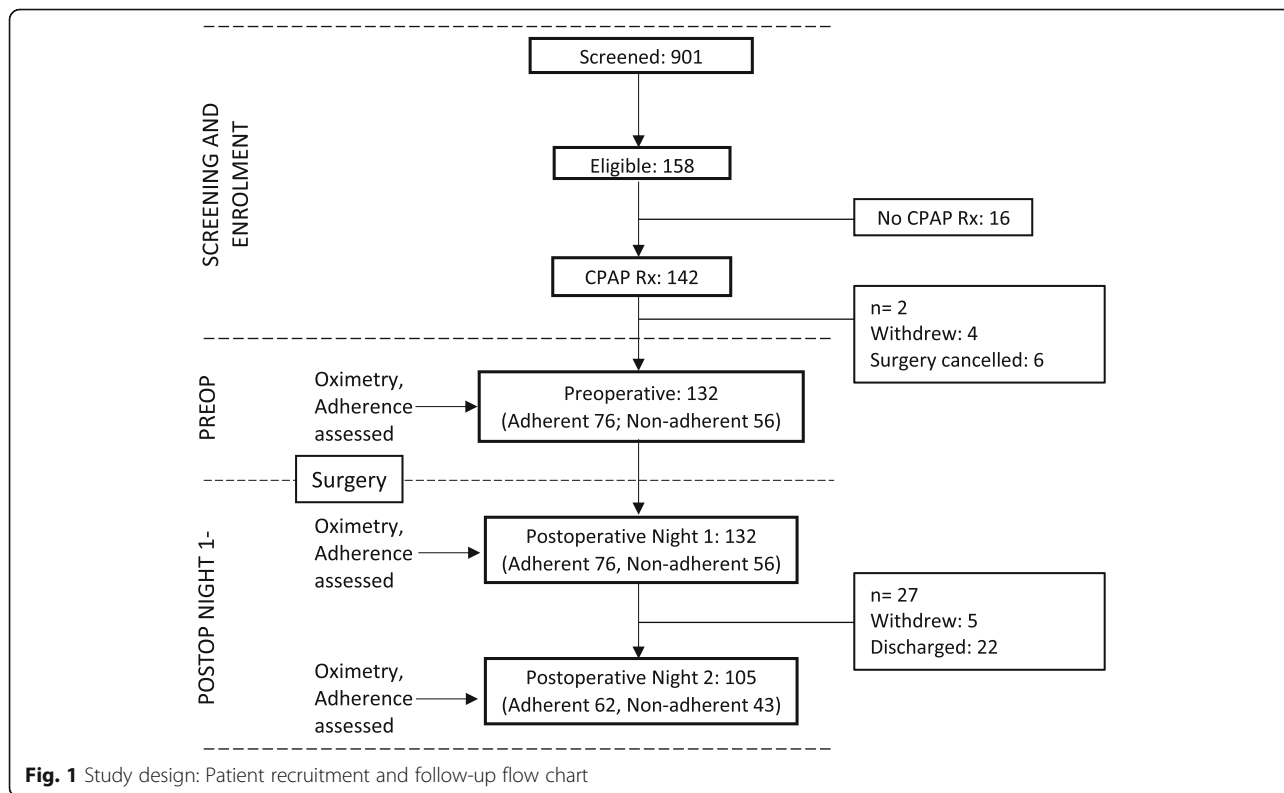 SCREENING AND
ENROLMENT
Screened: 901
Eligible: 158
No CPAP Rx: 16
CPAP Rx: 142
n= 2
Withdrew: 4
Surgery cancelled: 6
PREOP
Oximetry,
Adherence
assessed
Preoperative: 132
(Adherent 76; Non-adherent 56)
Surgery
POSTOP NIGHT 1-
Oximetry,
Adherence
assessed
Postoperative Night 1: 132
(Adherent 76, Non-adherent 56)
n= 27
Withdrew: 5
Discharged: 22
Oximetry,
Adherence
assessed
Postoperative Night 2: 105
(Adherent 62, Non-adherent 43)
Fig. 1 Study design: Patient recruitment and follow-up flow chart